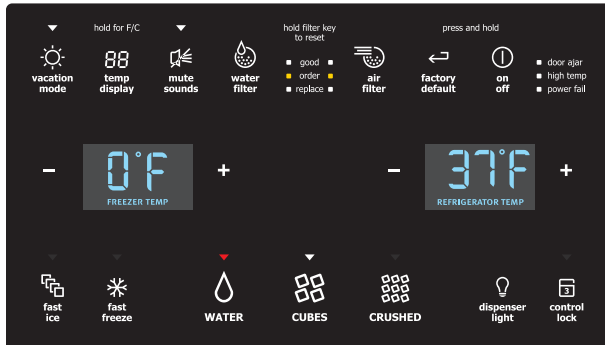 hold for F/C
hold filter key
to reset
press and hold
88
vacation
mode
temp
display
mute
sounds
water
filter
good
order
replace
air
filter
factory
default
on
off
door ajar
high temp
power fail
- 0°F +
FREEZER TEMP
- 37°F +
REFRIGERATOR TEMP
fast
ice
fast
freeze
WATER
CUBES
CRUSHED
dispenser
light
3
control
lock